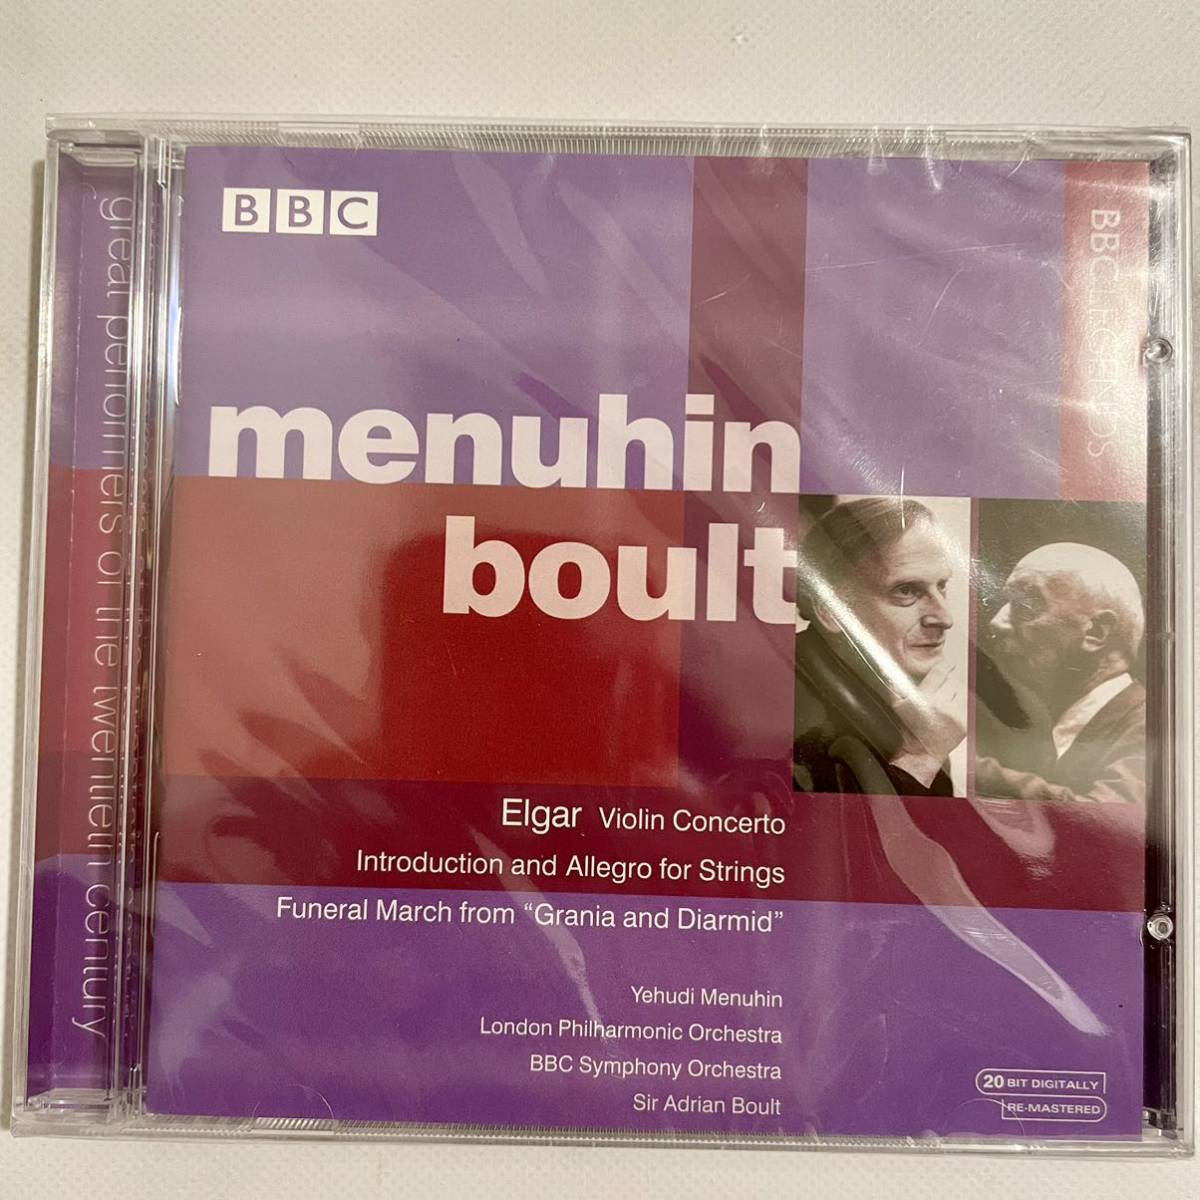 BBC
BBC LEGENDS
menuhin
boult
Elgar Violin Concerto
Introduction and Allegro for Strings
Funeral March from “Grania and Diarmid”
Yehudi Menuhin
London Philharmonic Orchestra
BBC Symphony Orchestra
Sir Adrian Boult
20 BIT DIGITALLY
RE-MASTERED
great performers of the twentieth century